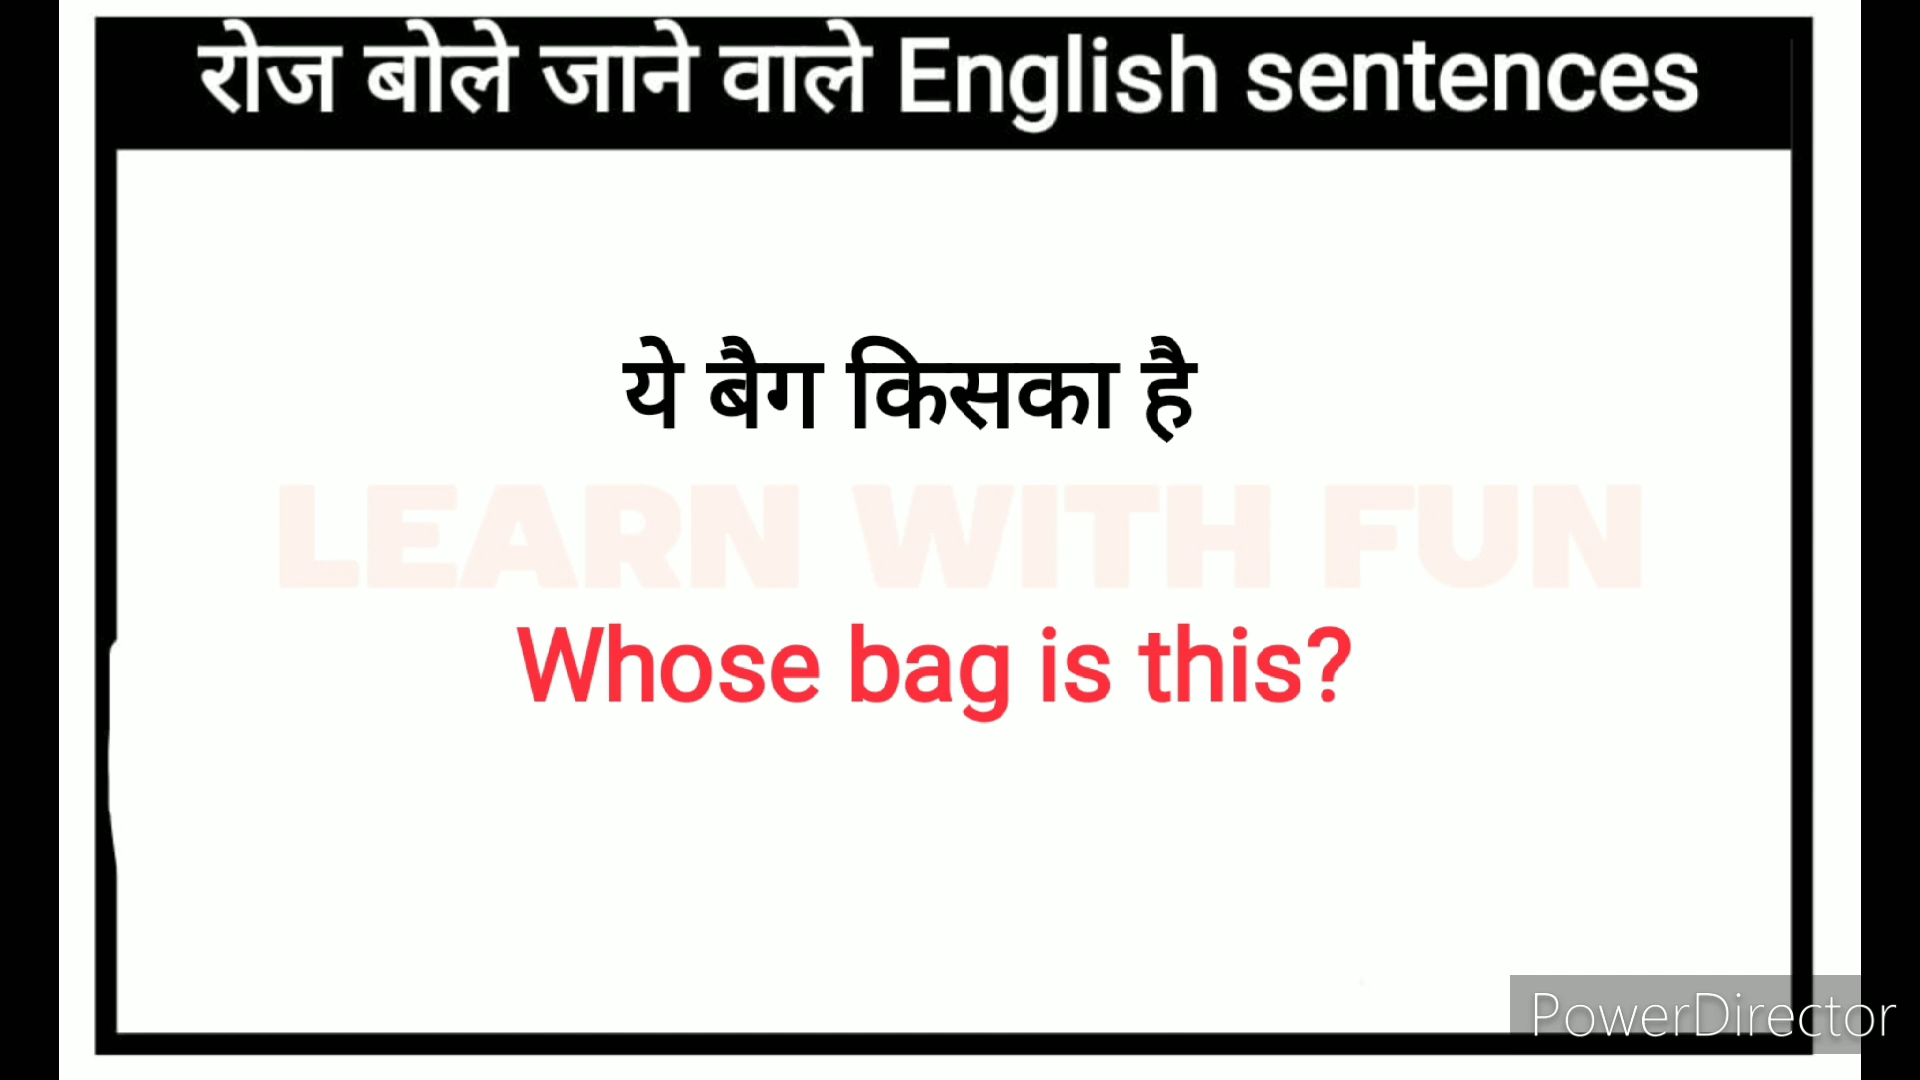 रोज बोले जाने वाले English sentences
ये बैग किसका है
LEARN WITH FUN
Whose bag is this?
PowerDirector